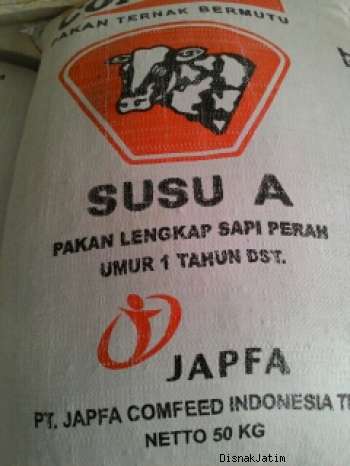 PAKAN TERNAK BERMUTU
SUSU A
PAKAN LENGKAP SAPI PERAH
UMUR 1 TAHUN DST.
JAPFA
PT. JAPFA COMFEED INDONESIA
NETTO 50 KG
DisnakJatim